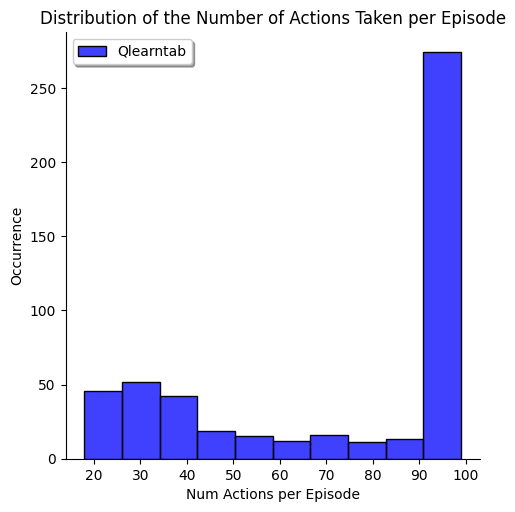 Distribution of the Number of Actions Taken per Episode
Qlearntab
250
200
150
100
50
0
Occurrence
20 30 40 50 60 70 80 90 100
Num Actions per Episode